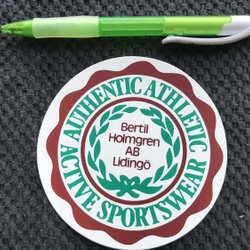 AUTHENTIC ATHLETIC
Bertil
Holmgren
AB
Lidingö
ACTIVE SPORTSWEAR